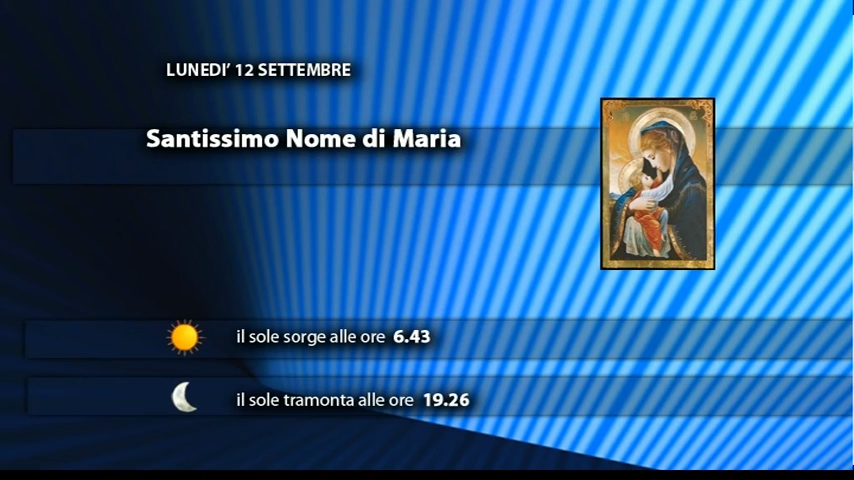 LUNEDI’ 12 SETTEMBRE
Santissimo Nome di Maria
il sole sorge alle ore 6.43
il sole tramonta alle ore 19.26